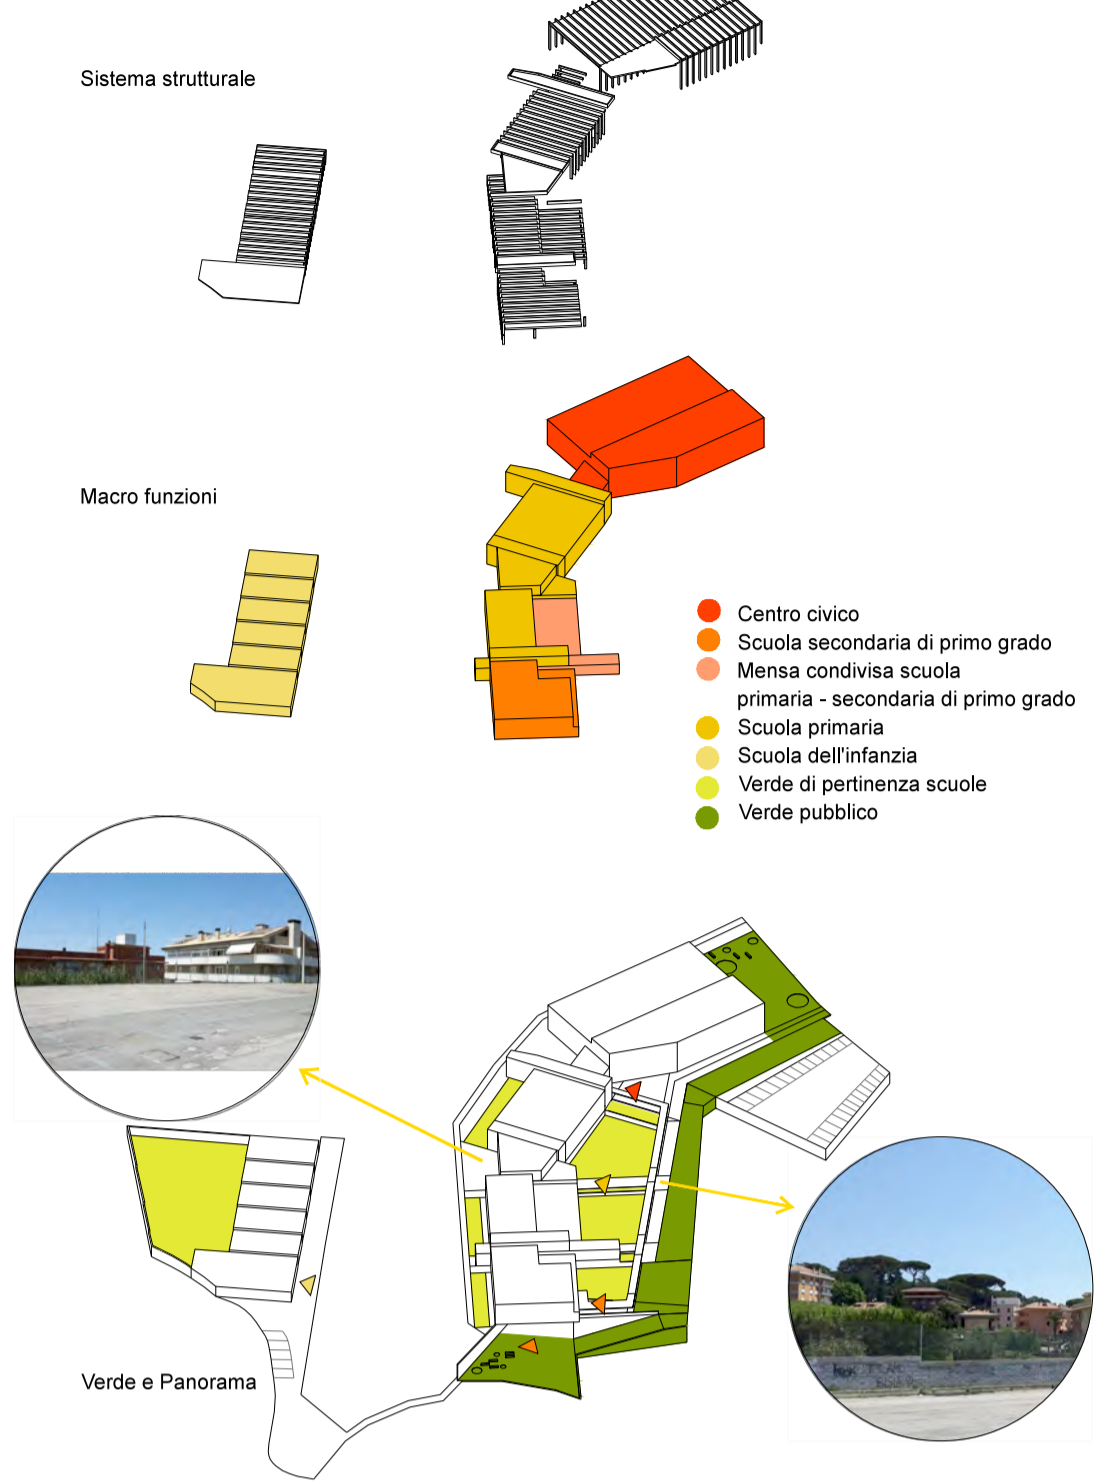 Sistema strutturale
Macro funzioni
Centro civico
Scuola secondaria di primo grado
Mensa condivisa scuola
primaria - secondaria di primo grado
Scuola primaria
Scuola dell'infanzia
Verde di pertinenza scuole
Verde pubblico
Verde e Panorama